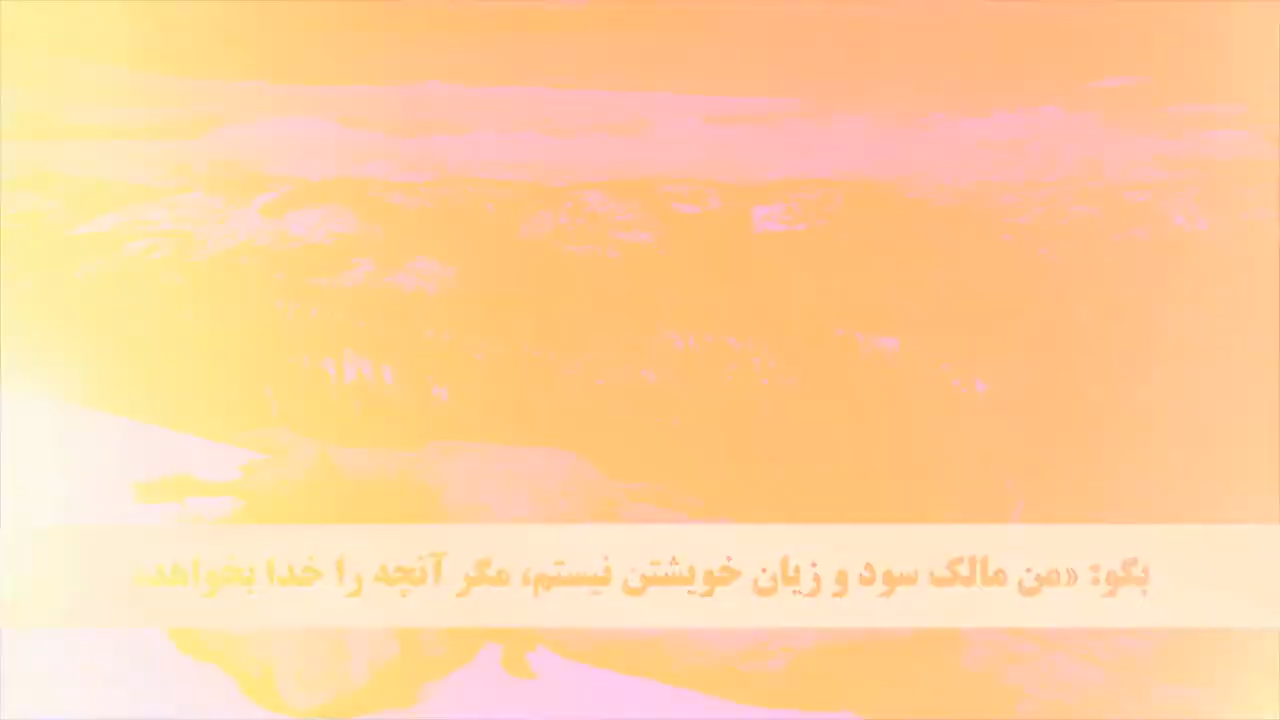 بگو: «من مالک سود و زیان خویشتن نیستم، مگر آنچه را خدا بخواهد.